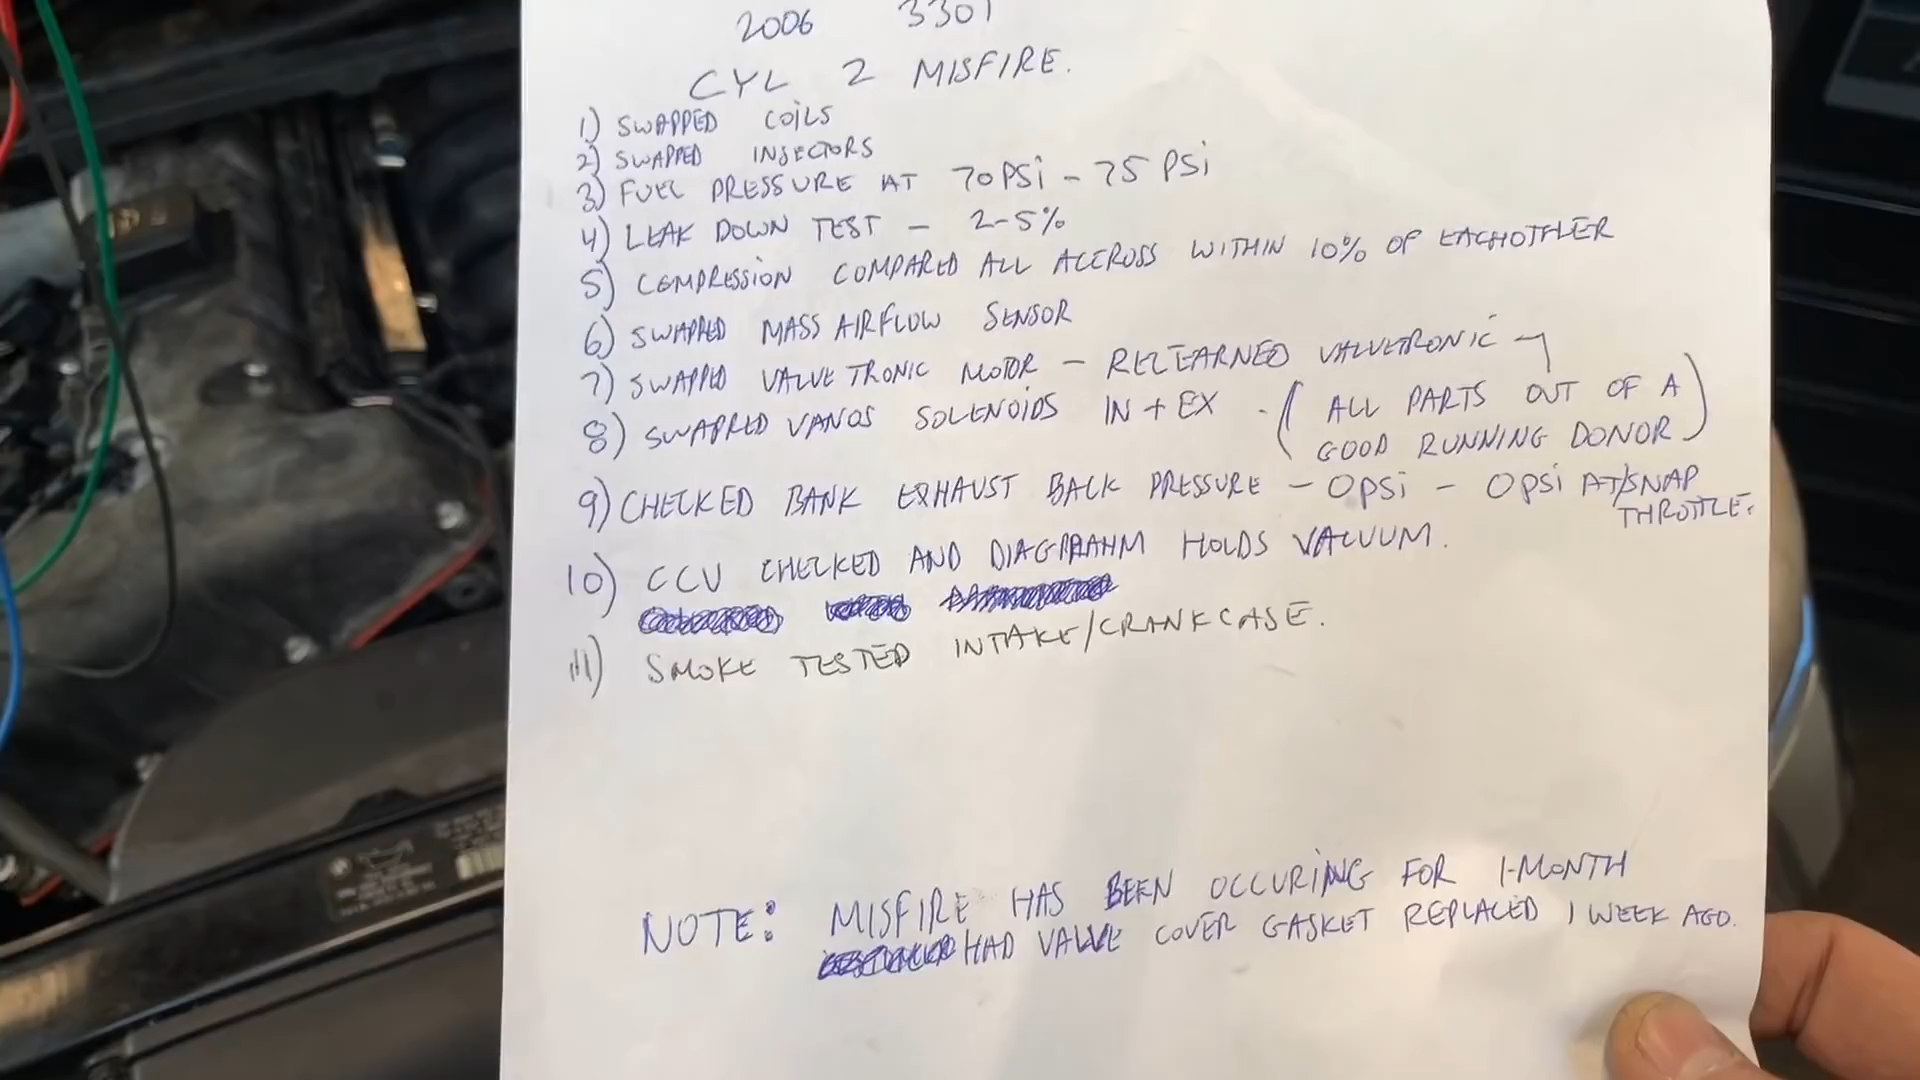 2006 330i
CYL 2 MISFIRE.
1) SWAPPED COILS
2) SWAPPED INJECTORS
3) FUEL PRESSURE AT 70PSi - 75 PSi
4) LEAK DOWN TEST - 2-5%
5) COMPRESSION COMPARED ALL ACCROSS WITHIN 10% OF EACHOTHER
6) SWAPPED MASS AIRFLOW SENSOR
7) SWAPPED VALVE TRONIC MOTOR - RELEARNED VALVETRONIC
8) SWAPPED VANOS SOLENOIDS IN + EX - (ALL PARTS OUT OF A
GOOD RUNNING DONOR)
9) CHECKED BANK EXHAUST BACK PRESSURE - 0psi - 0psi AT/SNAP
THROTTLE.
10) CCV CHECKED AND DIAGPRAHM HOLDS VACUUM.
11) SMOKE TESTED INTAKE/CRANKCASE.
NOTE: MISFIRE HAS BEEN OCCURING FOR 1-MONTH
HAD VALVE COVER GASKET REPLACED 1 WEEK AGO.